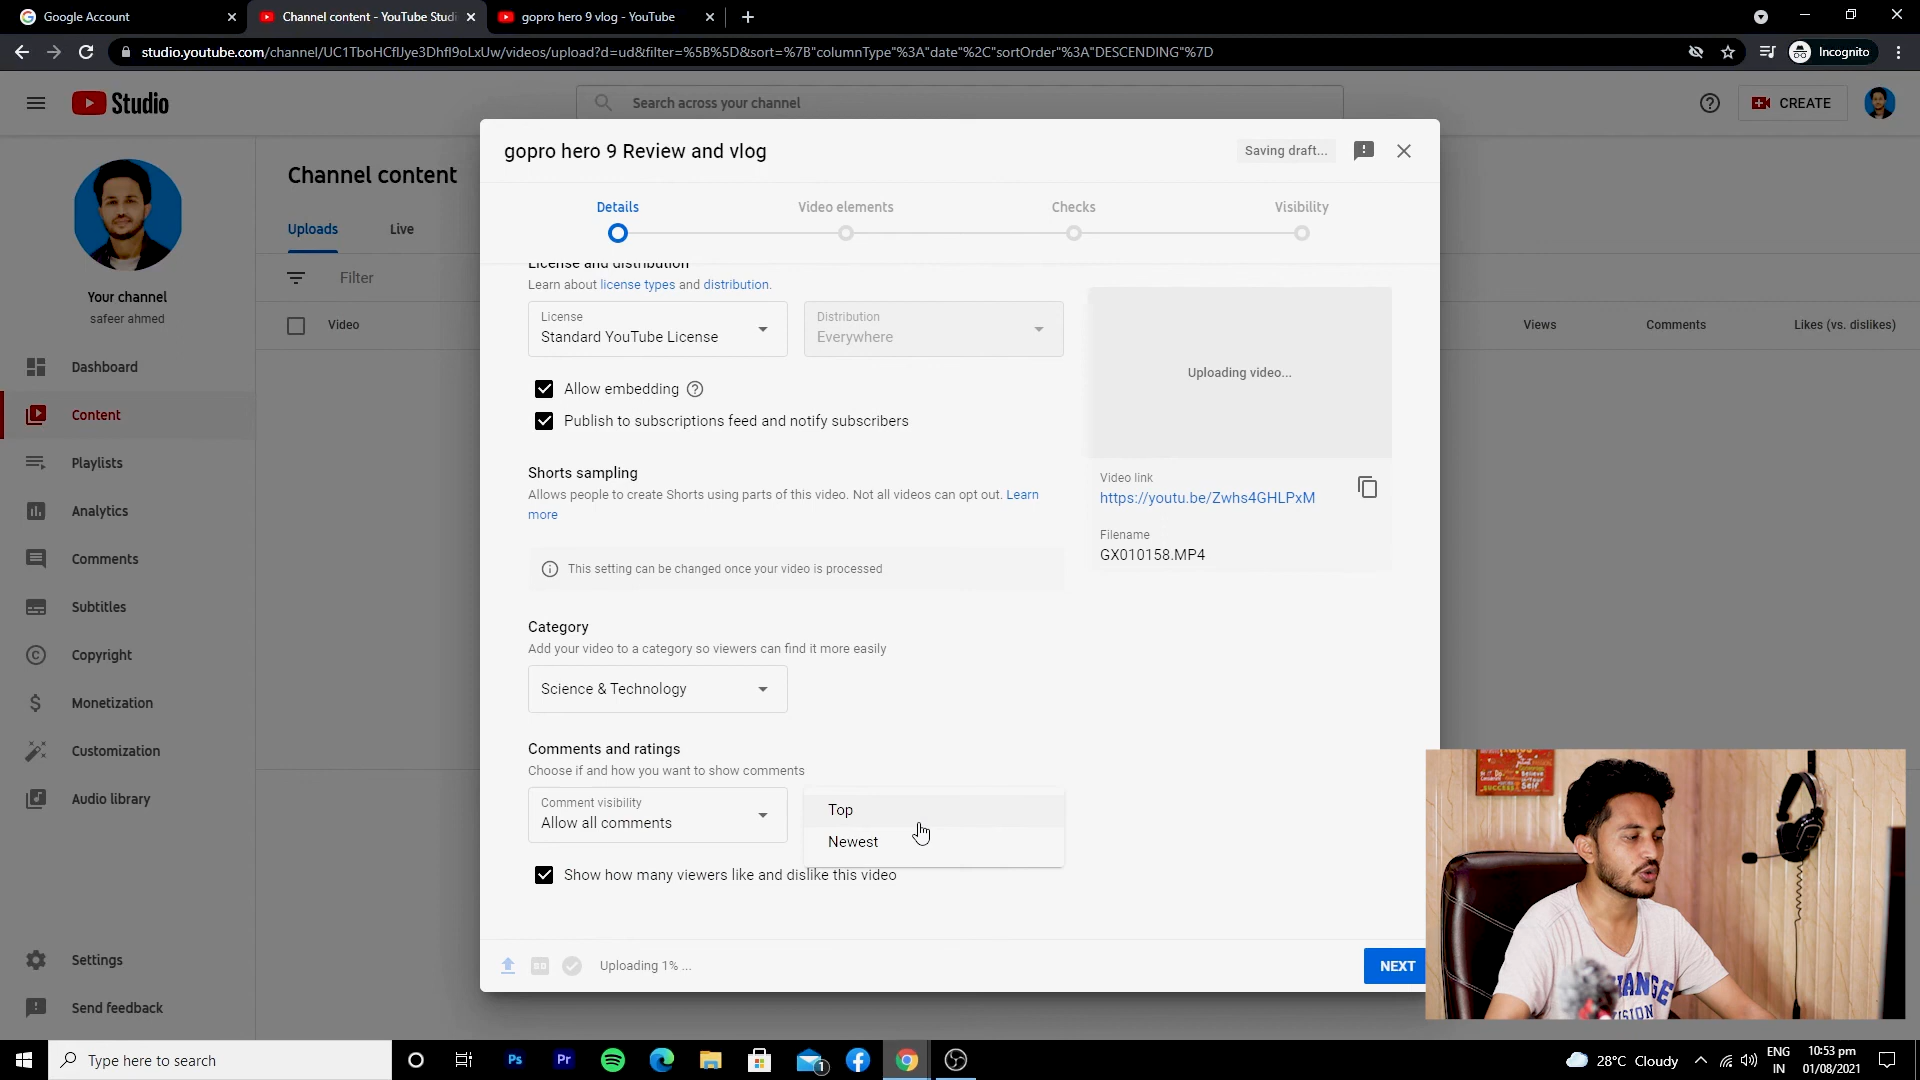 Google Account
Channel content - YouTube Studi
gopro hero 9 vlog - YouTube
studio.youtube.com/channel/UC1TboHCflJye3Dhfl9oLxUw/videos/upload?d=ud&filter=%5B%5D&sort=%7B"columnType"%3A"date"%2C"sortOrder"%3A"DESCENDING"%7D
Incognito
Studio
Search across your channel
CREATE
Your channel
safeer ahmed
Dashboard
Content
Playlists
Analytics
Comments
Subtitles
Copyright
Monetization
Customization
Audio library
Settings
Send feedback
Channel content
Uploads
Live
Filter
Video
Views
Comments
Likes (vs. dislikes)
gopro hero 9 Review and vlog
Saving draft...
Details
Video elements
Checks
Visibility
License and distribution
Learn about license types and distribution.
License
Standard YouTube License
Distribution
Everywhere
Allow embedding
Publish to subscriptions feed and notify subscribers
Shorts sampling
Allows people to create Shorts using parts of this video. Not all videos can opt out. Learn
more
This setting can be changed once your video is processed
Category
Add your video to a category so viewers can find it more easily
Science & Technology
Comments and ratings
Choose if and how you want to show comments
Comment visibility
Allow all comments
Top
Newest
Show how many viewers like and dislike this video
Uploading video...
Video link
https://youtu.be/Zwhs4GHLPxM
Filename
GX010158.MP4
Uploading 1% ...
NEXT
Type here to search
Ps
Pr
1
28°C Cloudy
ENG
IN
10:53 pm
01/08/2021